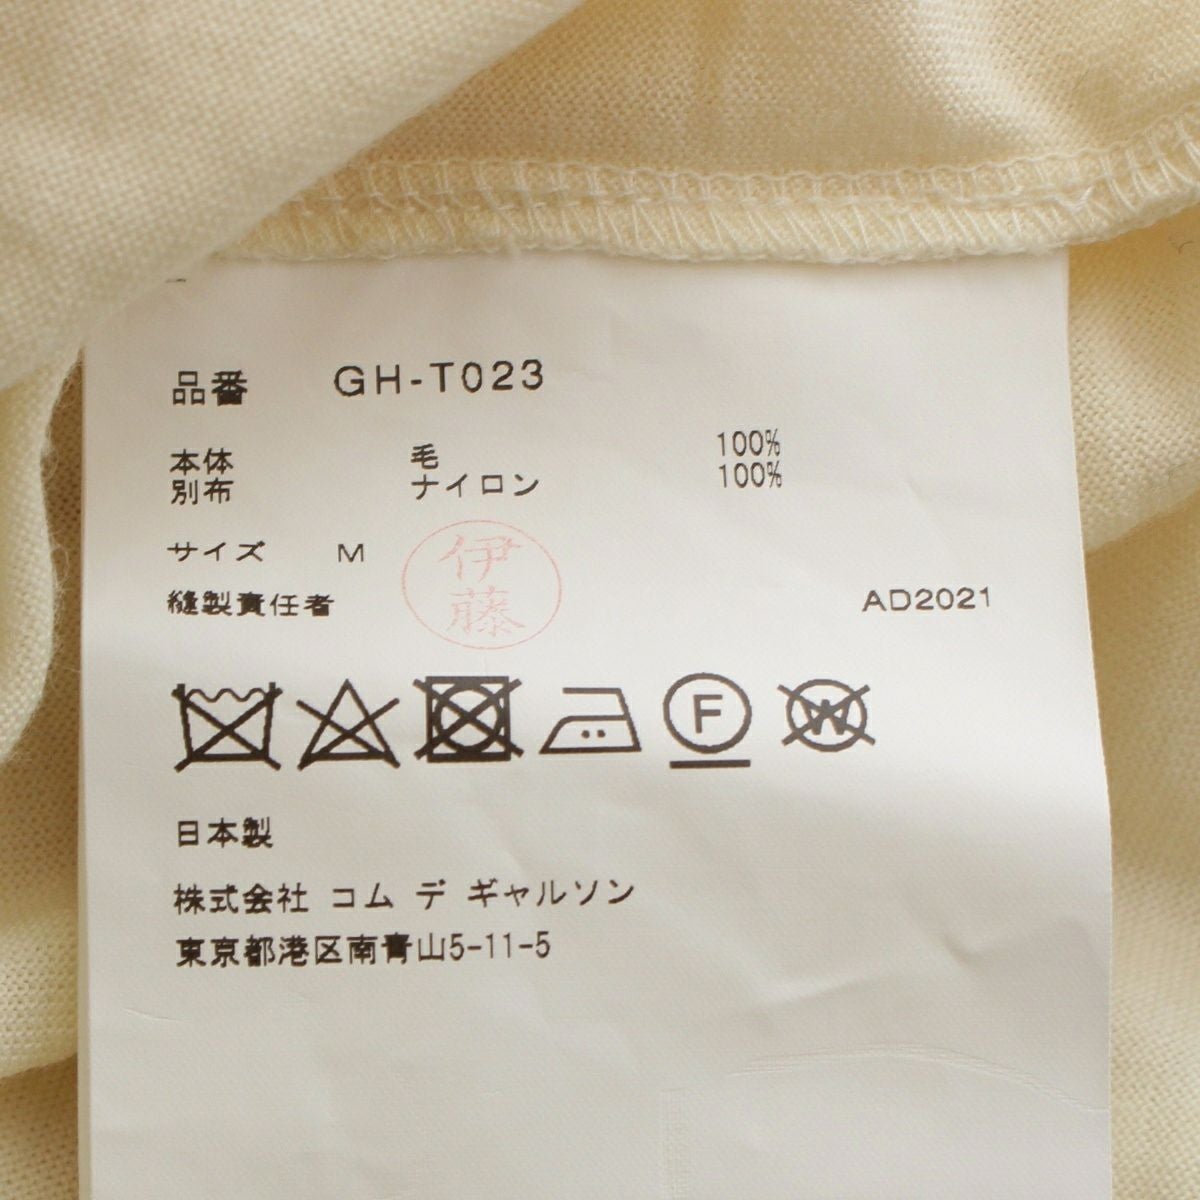 品番 GH-T023
本体 毛 100%
別布 ナイロン 100%
サイズ M
伊藤
縫製責任者 AD2021
F
W
日本製
株式会社 コム デ ギャルソン
東京都港区南青山5-11-5